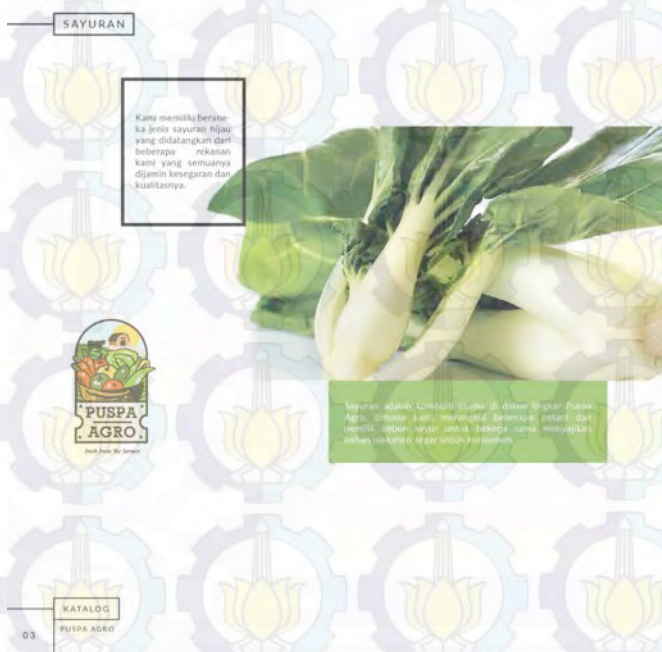 SAYURAN
Kami memiliki berane-
ka jenis sayuran hijau
yang didatangkan dari
beberapa rekanan
kami yang semuanya
dijamin kesegaran dan
kualitasnya.
PUSPA
AGRO
fresh from the farmer
Sayuran adalah komoditi utama di dalam lingkar Puspa
Agro, dimana kami merangkul beberapa petani dan
pemilik kebun sayur untuk bekerja sama menyajikan
bahan makanan segar untuk konsumen.
KATALOG
PUSPA AGRO
03